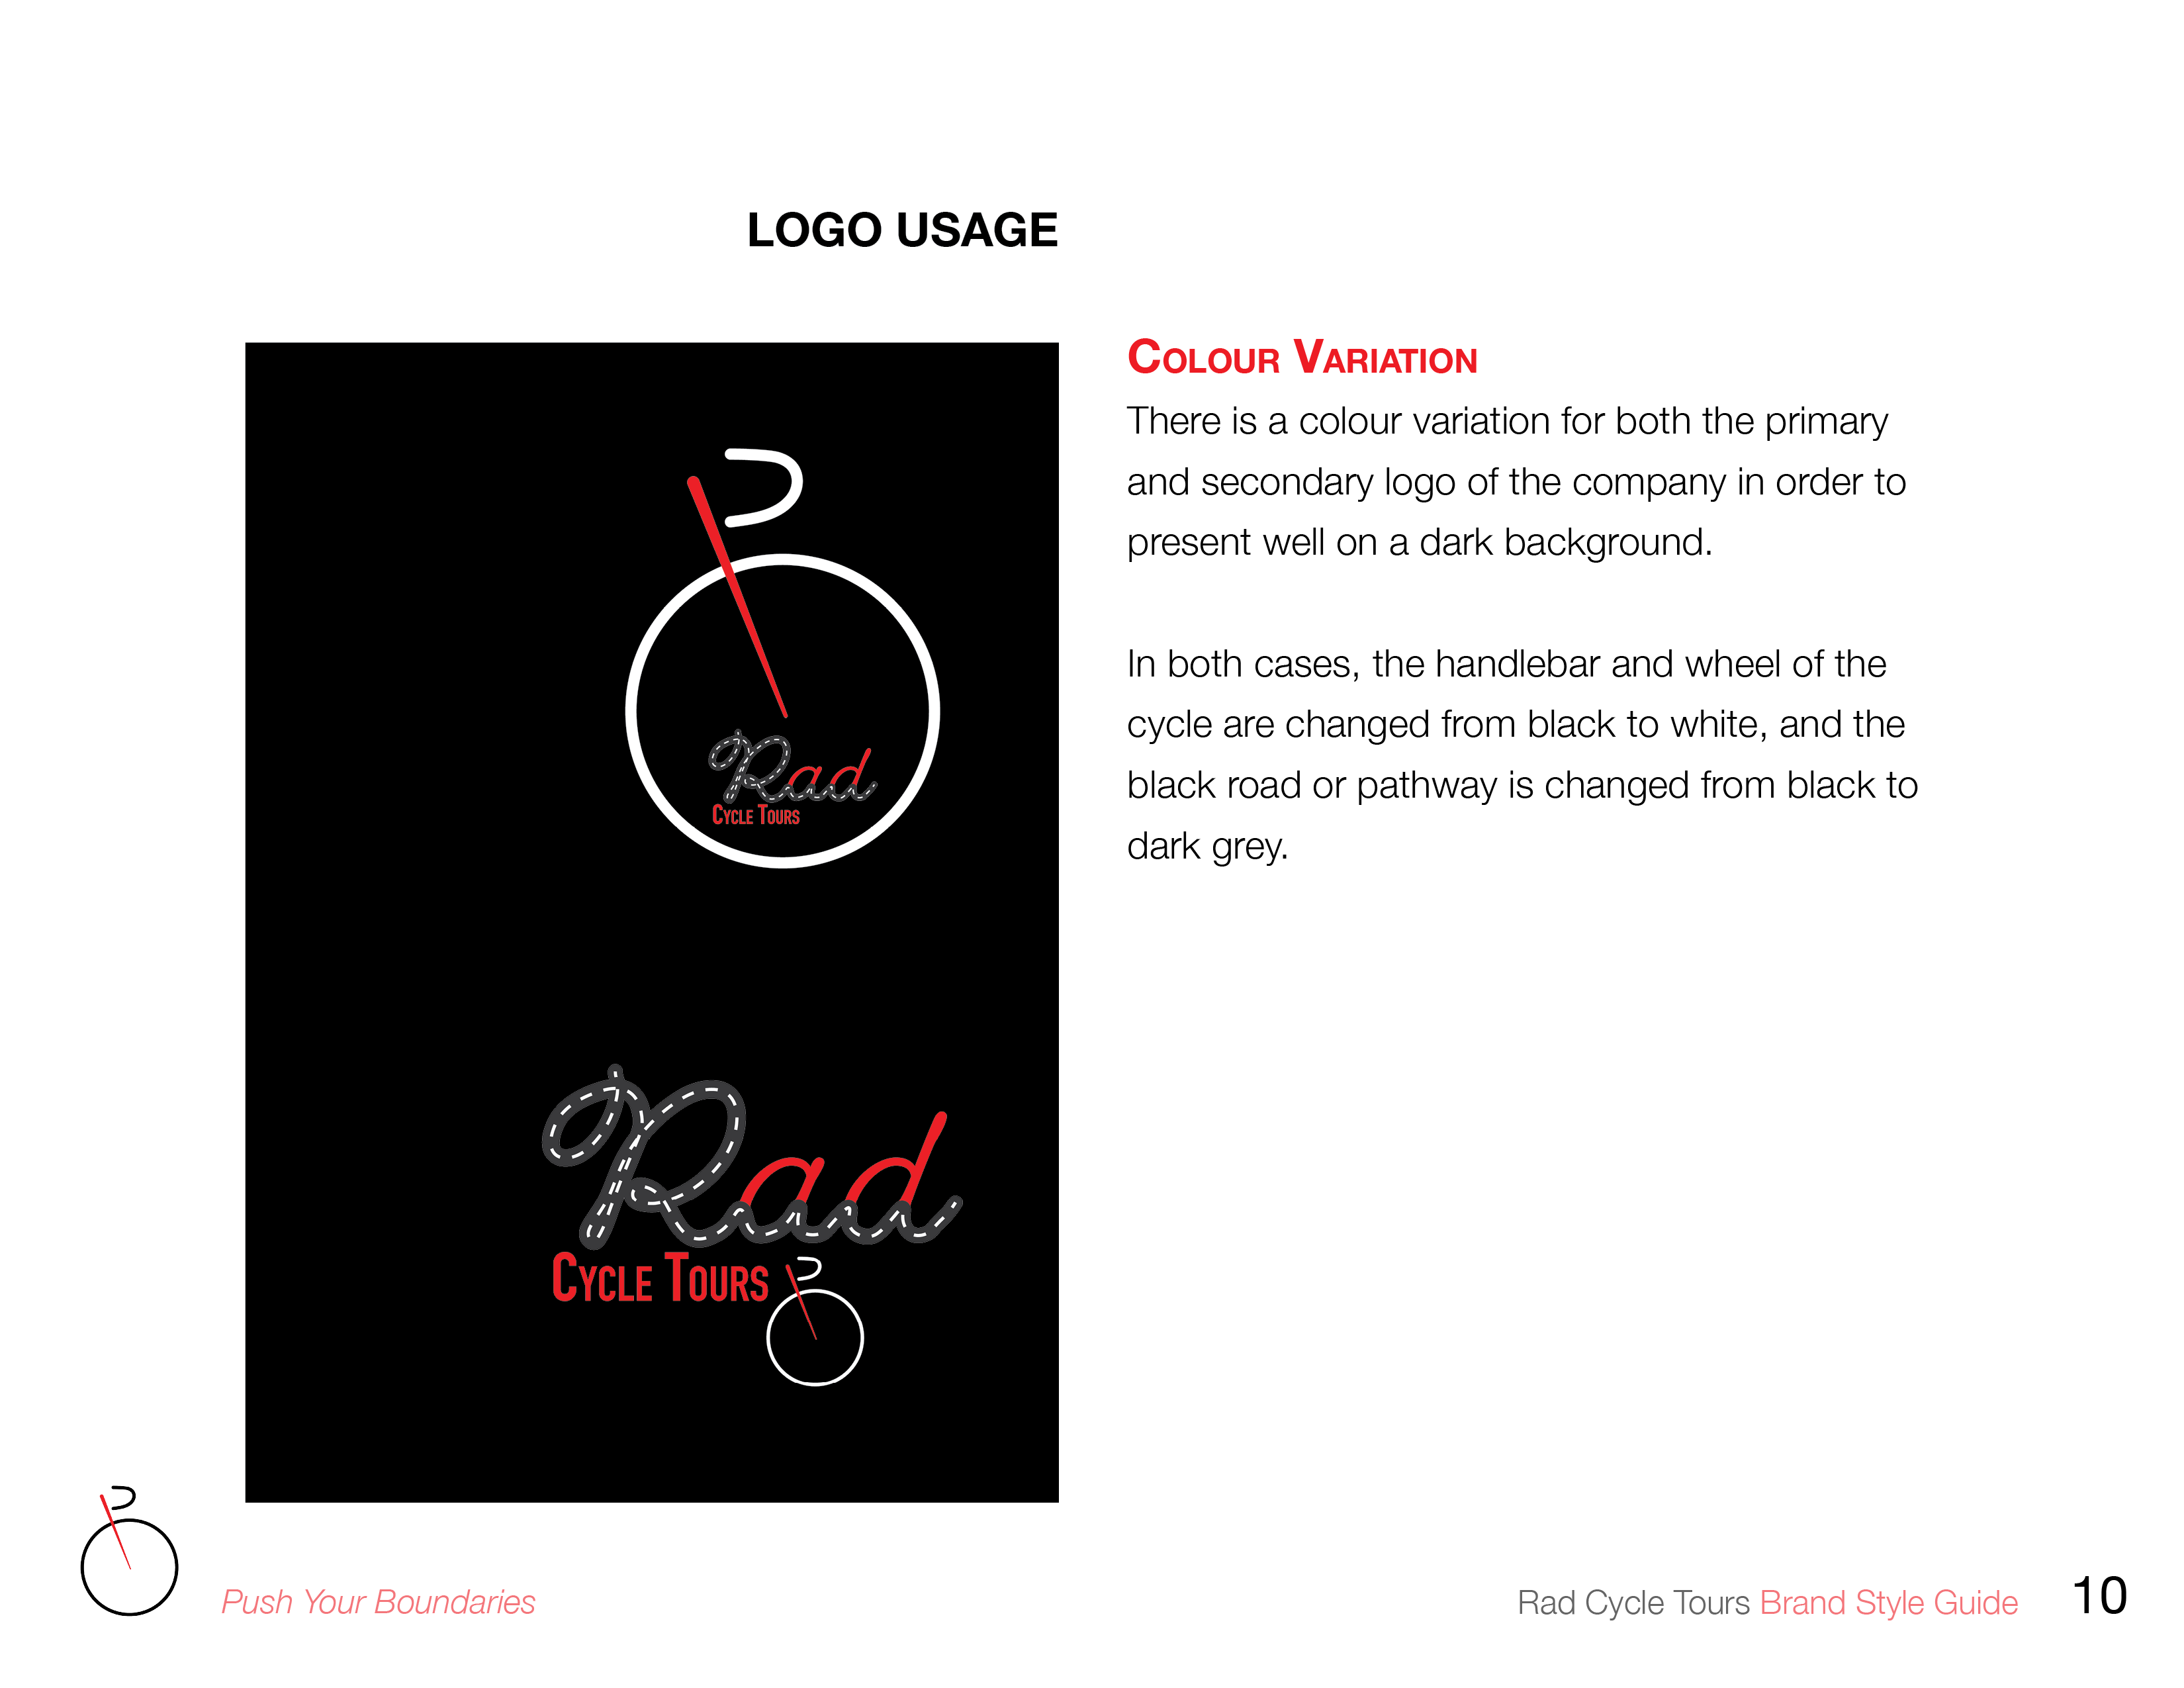 LOGO USAGE
Rad
CYCLE TOURS
Rad
CYCLE TOURS
COLOUR VARIATION
There is a colour variation for both the primary
and secondary logo of the company in order to
present well on a dark background.
In both cases, the handlebar and wheel of the
cycle are changed from black to white, and the
black road or pathway is changed from black to
dark grey.
Push Your Boundaries
Rad Cycle Tours Brand Style Guide 10